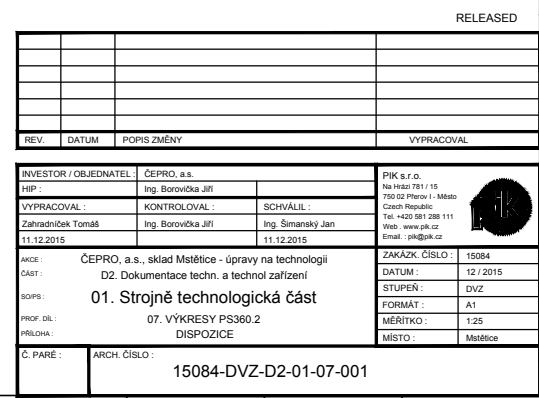 RELEASED
REV. DATUM POPIS ZMĚNY VYPRACOVAL
INVESTOR / OBJEDNATEL : ČEPRO, a.s.
HIP : Ing. Borovička Jiří
VYPRACOVAL : KONTROLOVAL : SCHVÁLIL :
Zahradníček Tomáš Ing. Borovička Jiří Ing. Šimanský Jan
11.12.2015 11.12.2015
PIK s.r.o.
Na Hrázi 781 / 15
750 02 Přerov I - Město
Czech Republic
Tel. +420 581 288 111
Web . www.pik.cz
Email. : pik@pik.cz
pik
AKCE : ČEPRO, a.s., sklad Mstětice - úpravy na technologii
ČÁST : D2. Dokumentace techn. a technol zařízení
SO/PS : 01. Strojně technologická část
PROF. DÍL : 07. VÝKRESY PS360.2
PŘÍLOHA : DISPOZICE
ZAKÁZK. ČÍSLO : 15084
DATUM : 12 / 2015
STUPEŇ : DVZ
FORMÁT : A1
MĚŘÍTKO : 1:25
MÍSTO : Mstětice
Č. PARÉ : ARCH. ČÍSLO :
15084-DVZ-D2-01-07-001